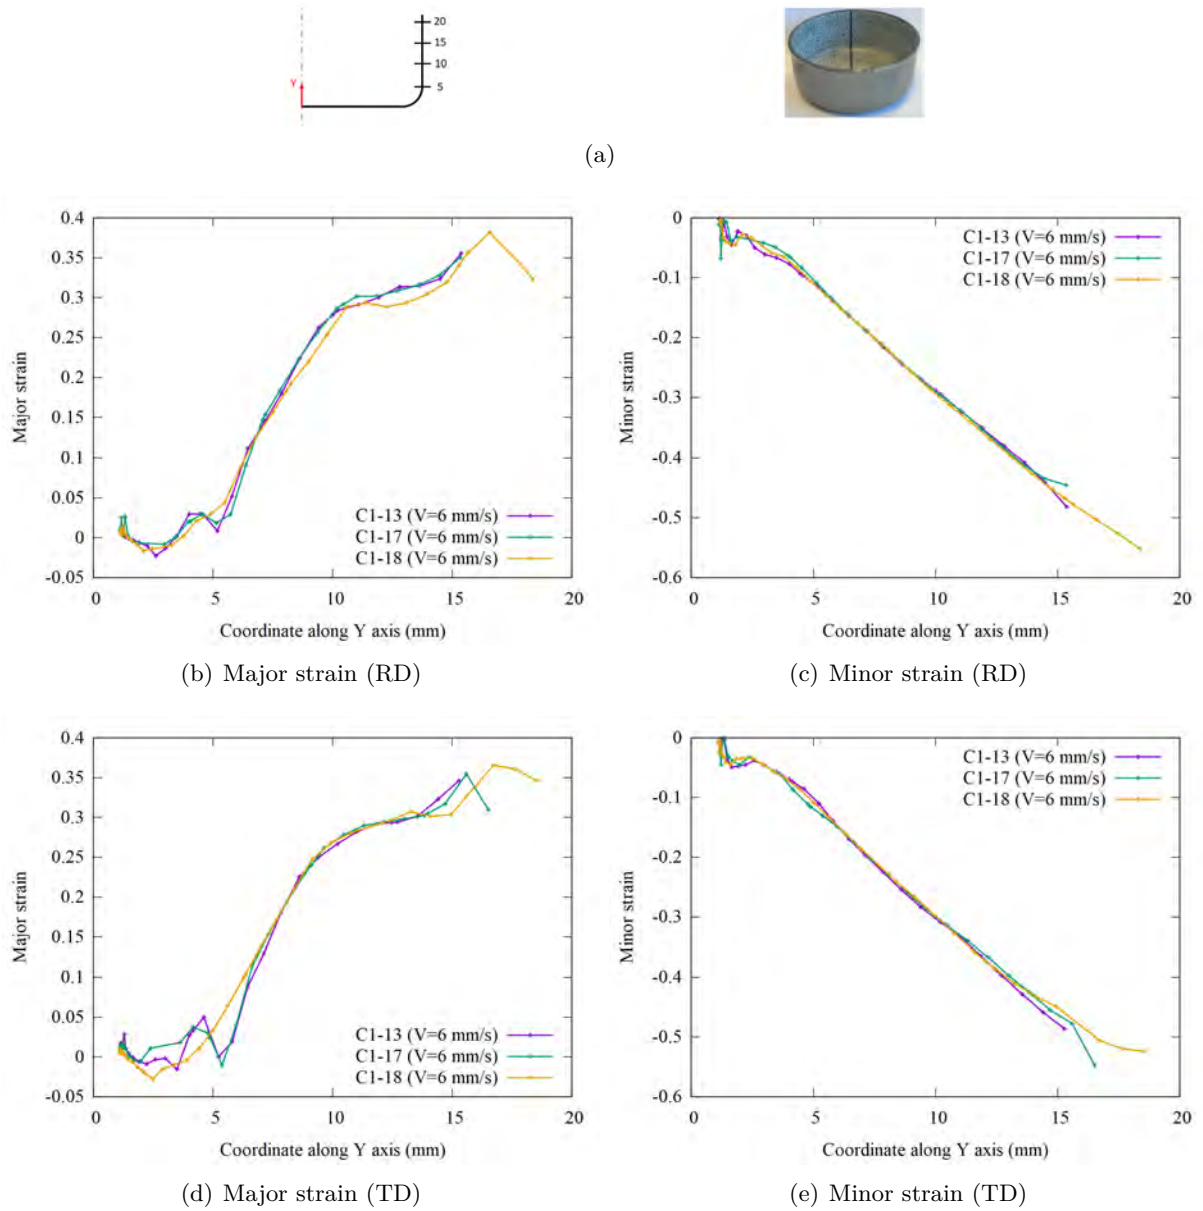 20
15
10
5
Y
(a)
0.4
0.35
0.3
0.25
0.2
0.15
0.1
0.05
0
-0.05
Major strain
C1-13 (V=6 mm/s)
C1-17 (V=6 mm/s)
C1-18 (V=6 mm/s)
0 5 10 15 20
Coordinate along Y axis (mm)
(b) Major strain (RD)
0
-0.1
-0.2
-0.3
-0.4
-0.5
-0.6
Minor strain
C1-13 (V=6 mm/s)
C1-17 (V=6 mm/s)
C1-18 (V=6 mm/s)
0 5 10 15 20
Coordinate along Y axis (mm)
(c) Minor strain (RD)
0.4
0.35
0.3
0.25
0.2
0.15
0.1
0.05
0
-0.05
Major strain
C1-13 (V=6 mm/s)
C1-17 (V=6 mm/s)
C1-18 (V=6 mm/s)
0 5 10 15 20
Coordinate along Y axis (mm)
(d) Major strain (TD)
0
-0.1
-0.2
-0.3
-0.4
-0.5
-0.6
Minor strain
C1-13 (V=6 mm/s)
C1-17 (V=6 mm/s)
C1-18 (V=6 mm/s)
0 5 10 15 20
Coordinate along Y axis (mm)
(e) Minor strain (TD)